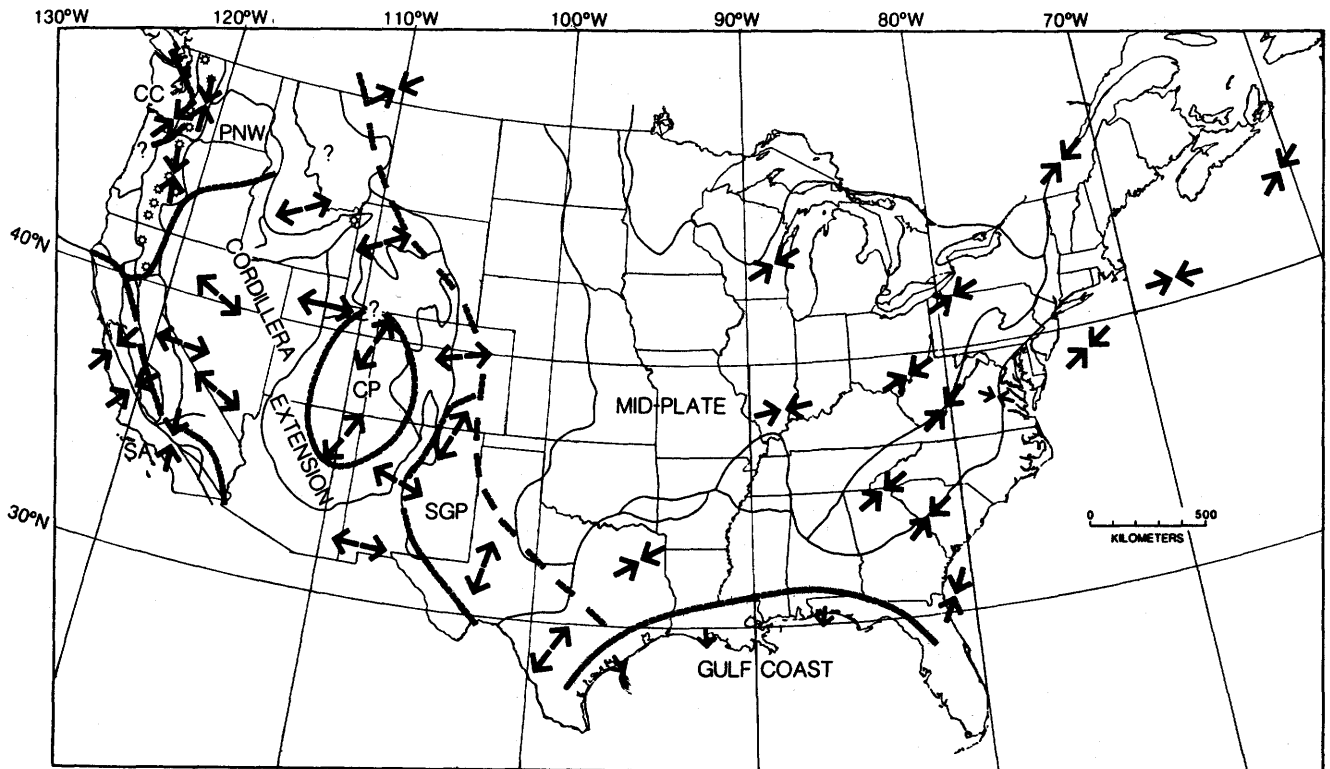 130°W
120°W
110°W
100°W
90°W
80°W
70°W
CC
PNW
?
?
40°N
CORDILLERA
EXTENSION
?
CP
MID-PLATE
SA
SGP
30°N
0 500
KILOMETERS
GULF COAST